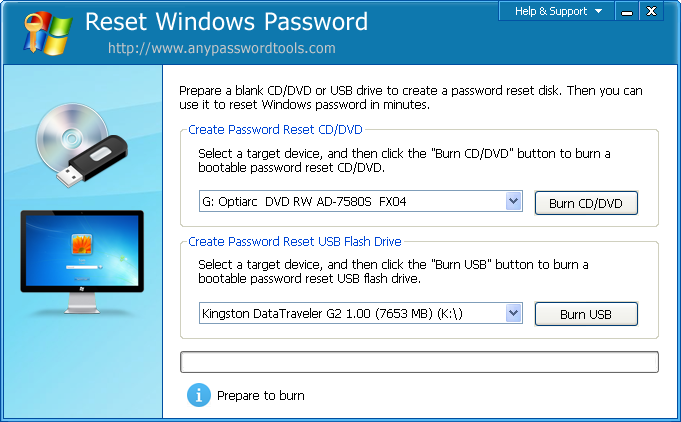 Reset Windows Password
http://www.anypasswordtools.com
Help & Support
Prepare a blank CD/DVD or USB drive to create a password reset disk. Then you can
use it to reset Windows password in minutes.
Create Password Reset CD/DVD
Select a target device, and then click the "Burn CD/DVD" button to burn a
bootable password reset CD/DVD.
G: Optiarc  DVD RW AD-7580S  FX04
Burn CD/DVD
Create Password Reset USB Flash Drive
Select a target device, and then click the "Burn USB" button to burn a
bootable password reset USB flash drive.
Kingston DataTraveler G2 1.00 (7653 MB) (K:\)
Burn USB
Prepare to burn